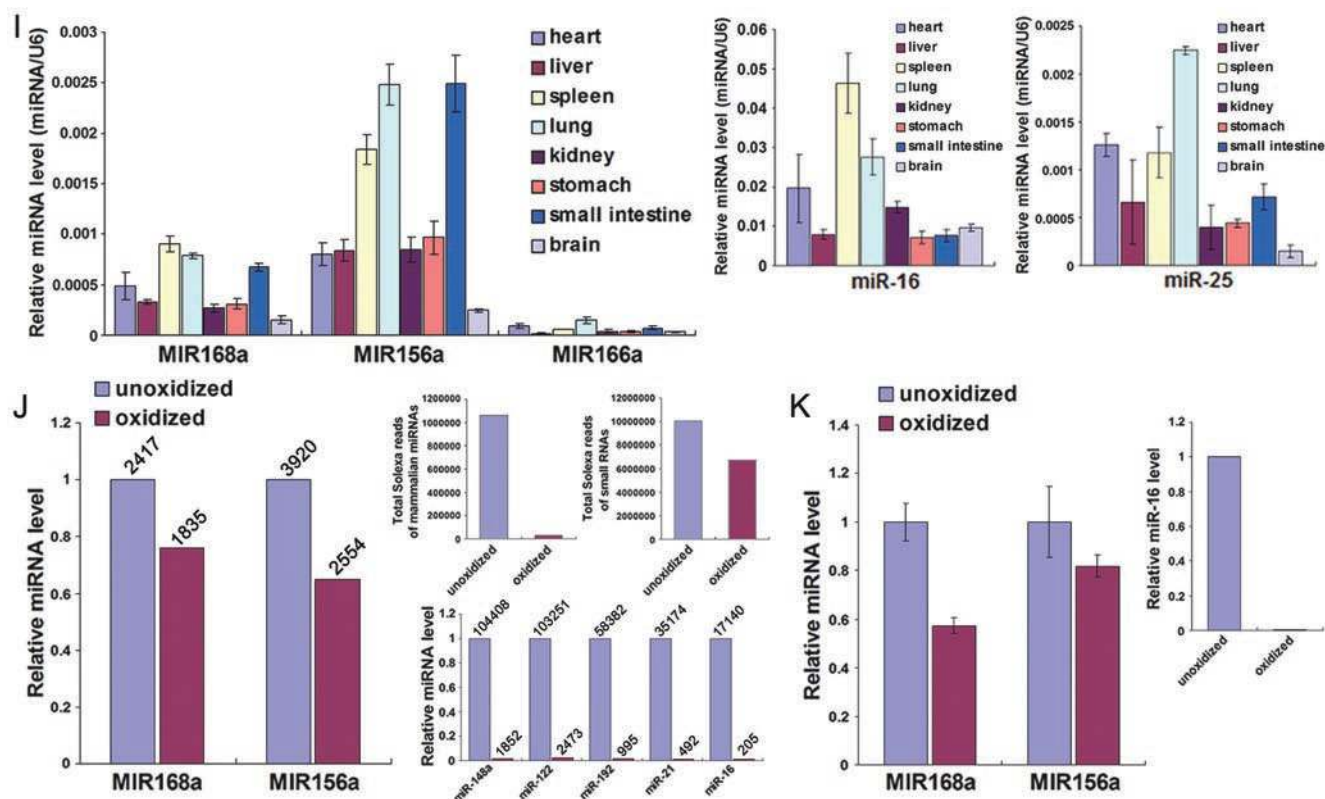 I
Relative miRNA level (miRNA/U6)
0.003
0.0025
0.002
0.0015
0.001
0.0005
0
heart
liver
spleen
lung
kidney
stomach
small intestine
brain
MIR168a
MIR156a
MIR166a
Relative miRNA level (miRNA/U6)
0.06
0.05
0.04
0.03
0.02
0.01
0
heart
liver
spleen
lung
kidney
stomach
small intestine
brain
miR-16
Relative miRNA level (miRNA/U6)
0.0025
0.002
0.0015
0.001
0.0005
0
heart
liver
spleen
lung
kidney
stomach
small intestine
brain
miR-25
J
unoxidized
oxidized
Relative miRNA level
1.2
1
0.8
0.6
0.4
0.2
0
2417
1835
3920
2554
MIR168a
MIR156a
Total Solexa reads
of mammalian miRNAs
1200000
1000000
800000
600000
400000
200000
0
unoxidized
oxidized
Total Solexa reads
of small RNAs
12000000
10000000
8000000
6000000
4000000
2000000
0
unoxidized
oxidized
Relative miRNA level
1.2
1
0.8
0.6
0.4
0.2
0
104408
1852
103251
2473
58382
995
35174
492
17140
205
miR-148a
miR-122
miR-192
miR-21
miR-16
K
unoxidized
oxidized
Relative miRNA level
1.4
1.2
1
0.8
0.6
0.4
0.2
0
MIR168a
MIR156a
Relative miR-16 level
1.2
1
0.8
0.6
0.4
0.2
0
unoxidized
oxidized